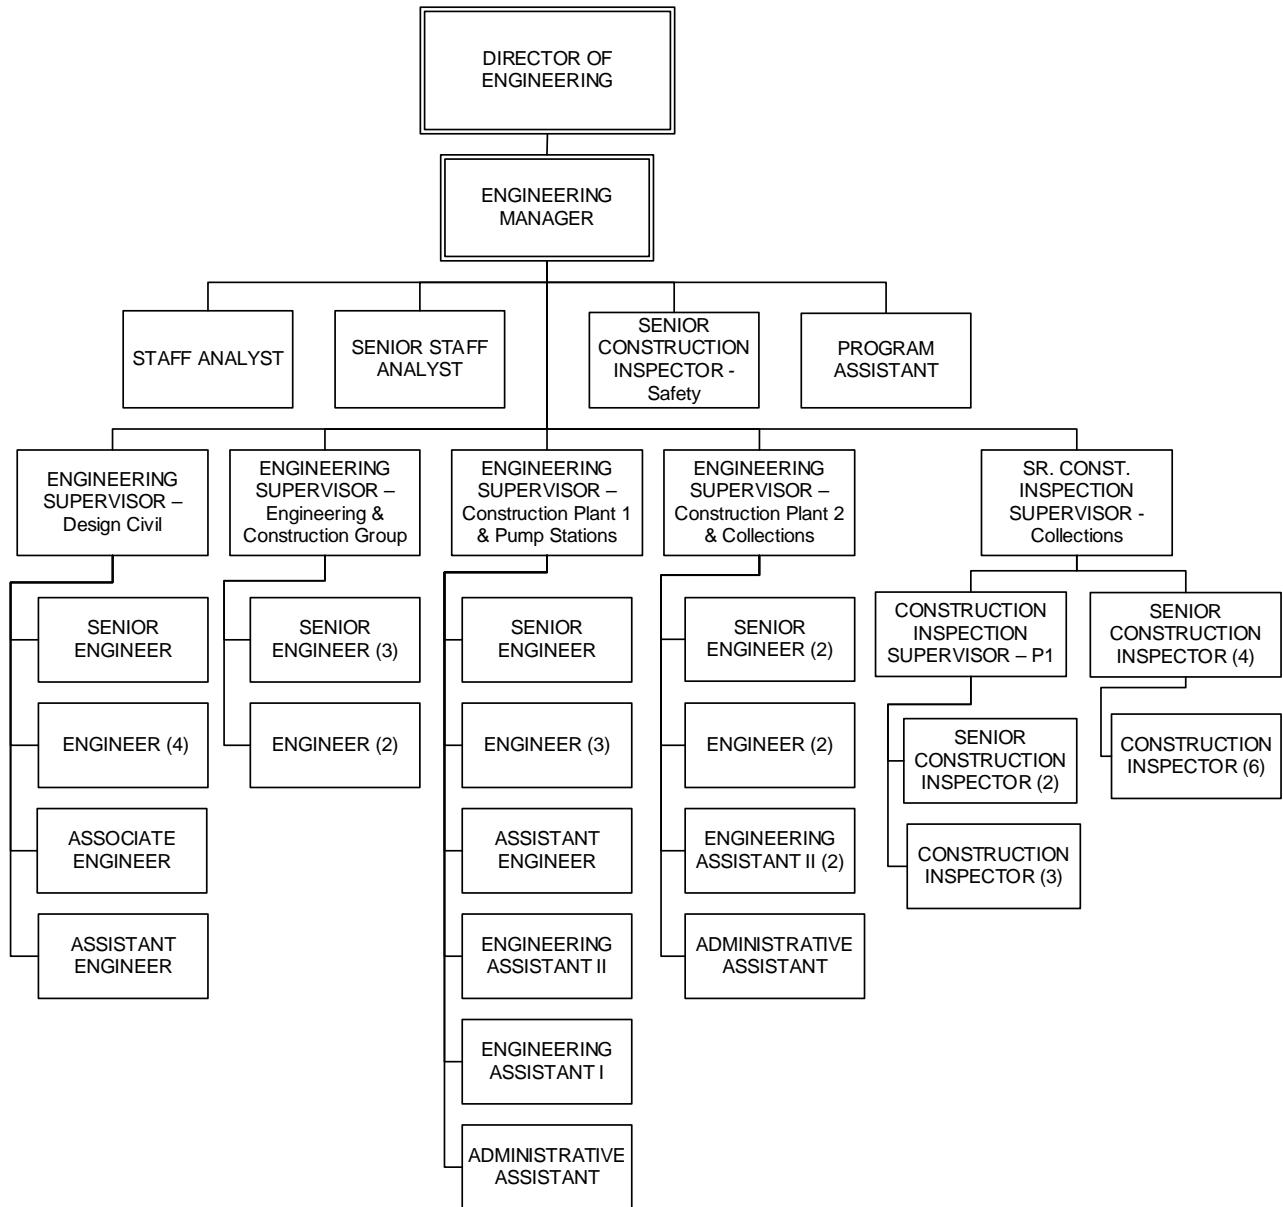 DIRECTOR OF
ENGINEERING
ENGINEERING
MANAGER
STAFF ANALYST
SENIOR STAFF
ANALYST
SENIOR
CONSTRUCTION
INSPECTOR -
Safety
PROGRAM
ASSISTANT
ENGINEERING
SUPERVISOR –
Design Civil
ENGINEERING
SUPERVISOR –
Engineering &
Construction Group
ENGINEERING
SUPERVISOR –
Construction Plant 1
& Pump Stations
ENGINEERING
SUPERVISOR –
Construction Plant 2
& Collections
SR. CONST.
INSPECTION
SUPERVISOR -
Collections
SENIOR
ENGINEER
ENGINEER (4)
ASSOCIATE
ENGINEER
ASSISTANT
ENGINEER
SENIOR
ENGINEER (3)
ENGINEER (2)
SENIOR
ENGINEER
ENGINEER (3)
ASSISTANT
ENGINEER
ENGINEERING
ASSISTANT II
ENGINEERING
ASSISTANT I
ADMINISTRATIVE
ASSISTANT
SENIOR
ENGINEER (2)
ENGINEER (2)
ENGINEERING
ASSISTANT II (2)
ADMINISTRATIVE
ASSISTANT
CONSTRUCTION
INSPECTION
SUPERVISOR – P1
SENIOR
CONSTRUCTION
INSPECTOR (2)
CONSTRUCTION
INSPECTOR (3)
SENIOR
CONSTRUCTION
INSPECTOR (4)
CONSTRUCTION
INSPECTOR (6)